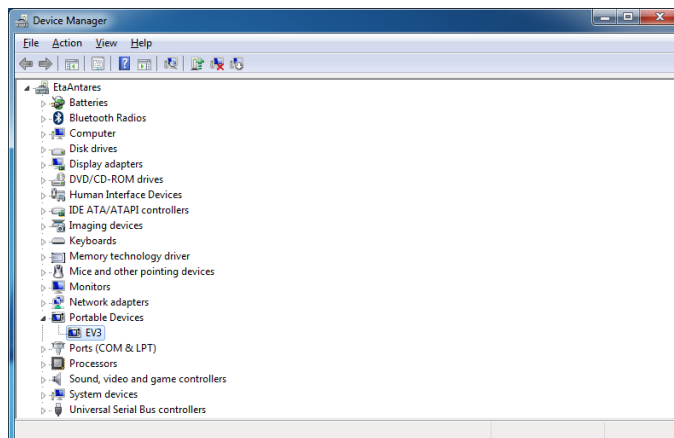 Device Manager
File Action View Help
EtaAntares
Batteries
Bluetooth Radios
Computer
Disk drives
Display adapters
DVD/CD-ROM drives
Human Interface Devices
IDE ATA/ATAPI controllers
Imaging devices
Keyboards
Memory technology driver
Mice and other pointing devices
Monitors
Network adapters
Portable Devices
EV3
Ports (COM & LPT)
Processors
Sound, video and game controllers
System devices
Universal Serial Bus controllers